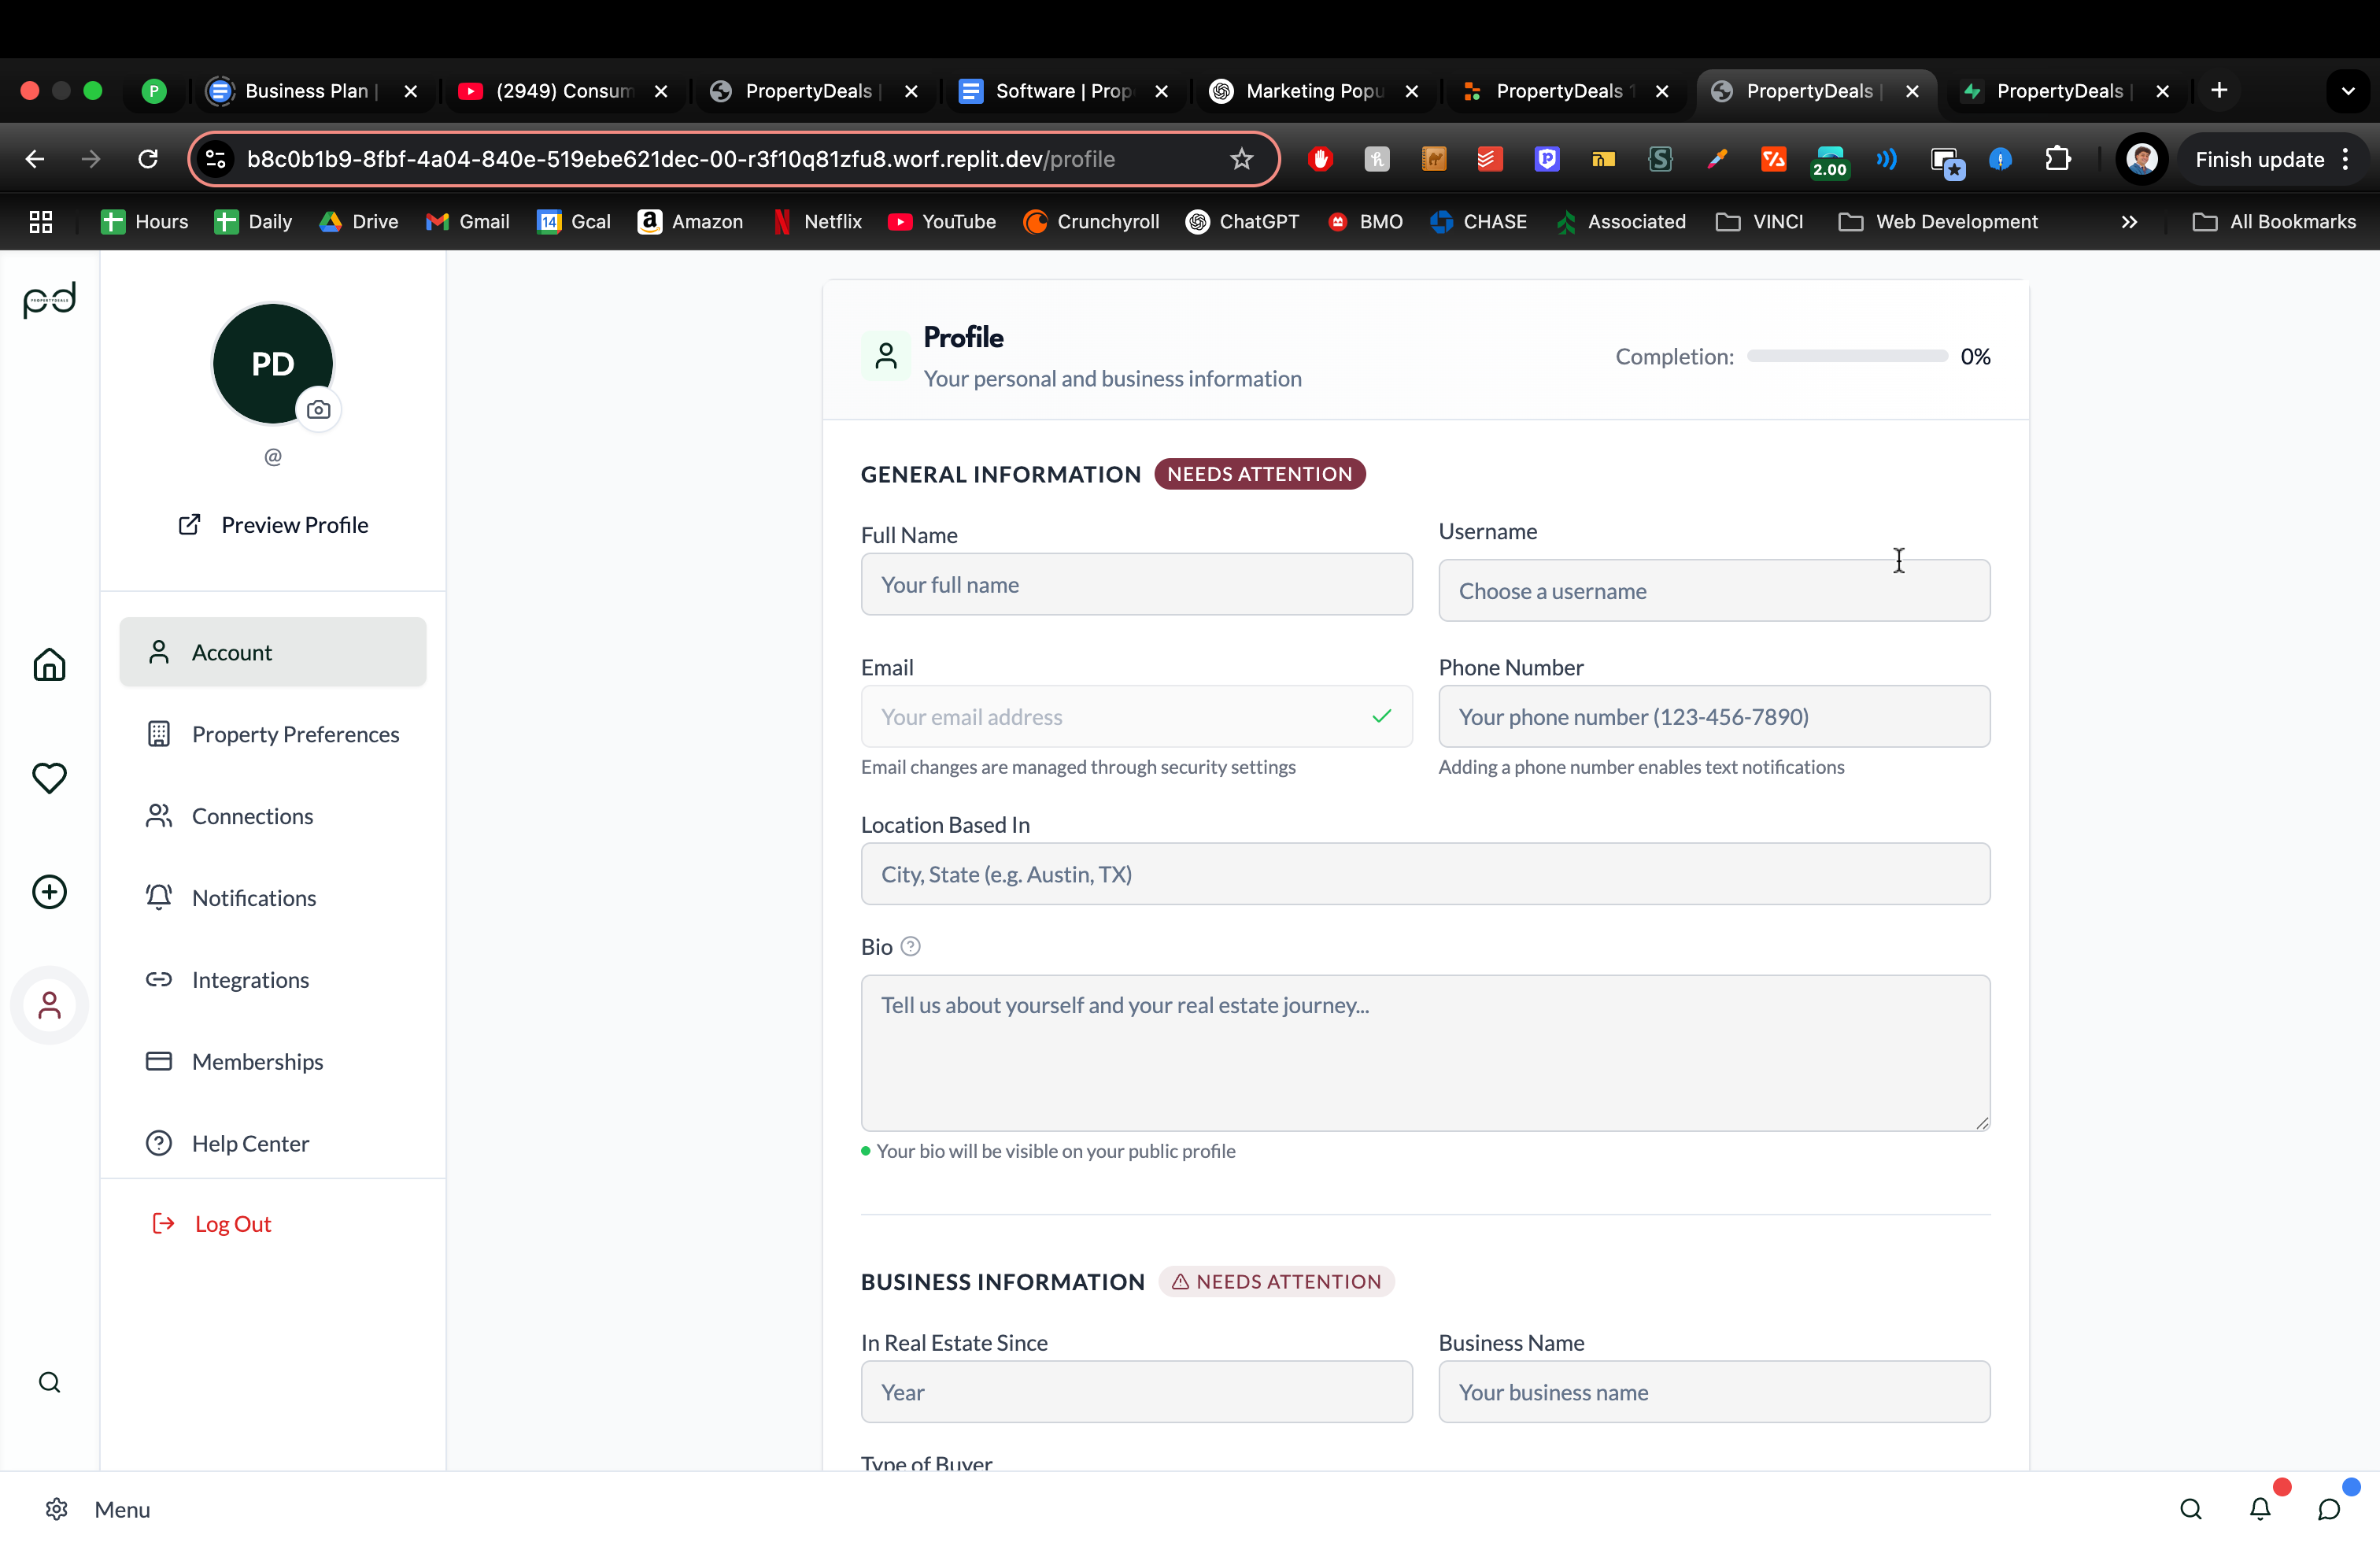 P
Business Plan |
(2949) Consum
PropertyDeals |
Software | Prop
Marketing Popu
PropertyDeals 1
PropertyDeals |
PropertyDeals |
b8c0b1b9-8fbf-4a04-840e-519ebe621dec-00-r3f10q81zfu8.worf.replit.dev/profile
2.00
Finish update
Hours
Daily
Drive
14
Gmail
Gcal
Amazon
Netflix
YouTube
Crunchyroll
ChatGPT
BMO
CHASE
Associated
VINCI
Web Development
All Bookmarks
pd
PROPERTYDEALS
PD
@
Preview Profile
Account
Property Preferences
Connections
Notifications
Integrations
Memberships
Help Center
Log Out
Profile
Your personal and business information
Completion: 0%
GENERAL INFORMATION NEEDS ATTENTION
Full Name
Your full name
Username
Choose a username
Email
Your email address
Email changes are managed through security settings
Phone Number
Your phone number (123-456-7890)
Adding a phone number enables text notifications
Location Based In
City, State (e.g. Austin, TX)
Bio
Tell us about yourself and your real estate journey...
Your bio will be visible on your public profile
BUSINESS INFORMATION NEEDS ATTENTION
In Real Estate Since
Year
Business Name
Your business name
Type of Buyer
Menu